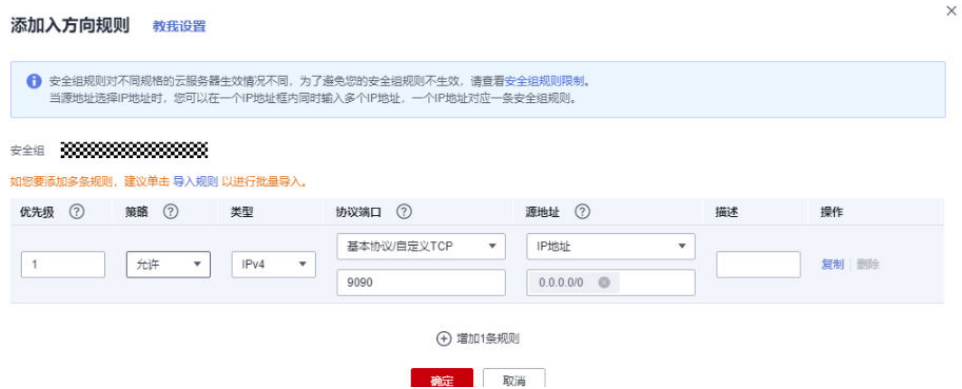 添加入方向规则 教我设置
安全组规则对不同规格的云服务器生效情况不同，为了避免您的安全组规则不生效，请查看安全组规则限制。
当源地址选择IP地址时，您可以在一个IP地址框内同时输入多个IP地址，一个IP地址对应一条安全组规则。
安全组
如您要添加多条规则，建议单击 导入规则 以进行批量导入。
优先级 策略 类型 协议端口 源地址 描述 操作
1 允许 IPv4 基本协议/自定义TCP IP地址 复制 删除
9090 0.0.0.0/0
增加1条规则
确定 取消